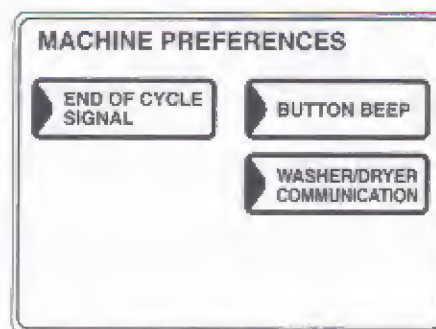 MACHINE PREFERENCES
END OF CYCLE
SIGNAL
BUTTON BEEP
WASHER/DRYER
COMMUNICATION